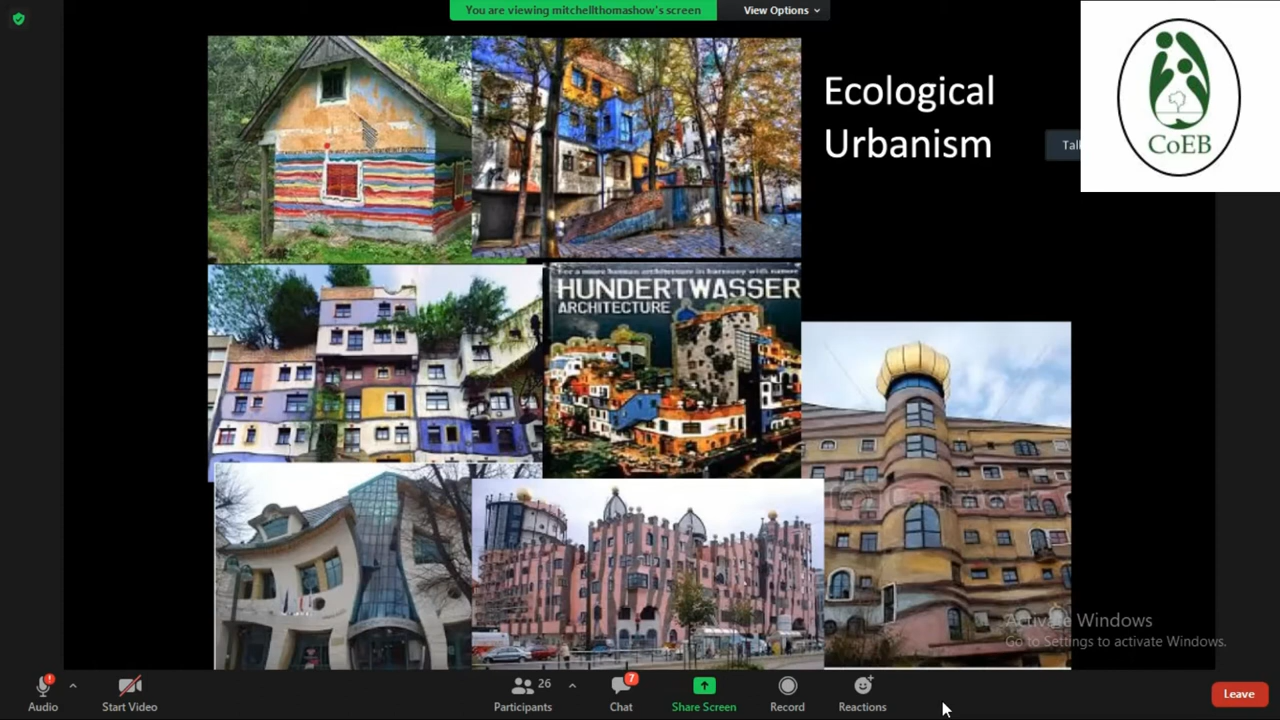 You are viewing mitchellthomashow's screen
View Options
Ecological
Urbanism
Tall
CoEB
For a more human architecture in harmony with nature
HUNDERTWASSER
ARCHITECTURE
Activate Windows
Go to Settings to activate Windows.
Audio
Start Video
26
Participants
7
Chat
Share Screen
Record
Reactions
Leave